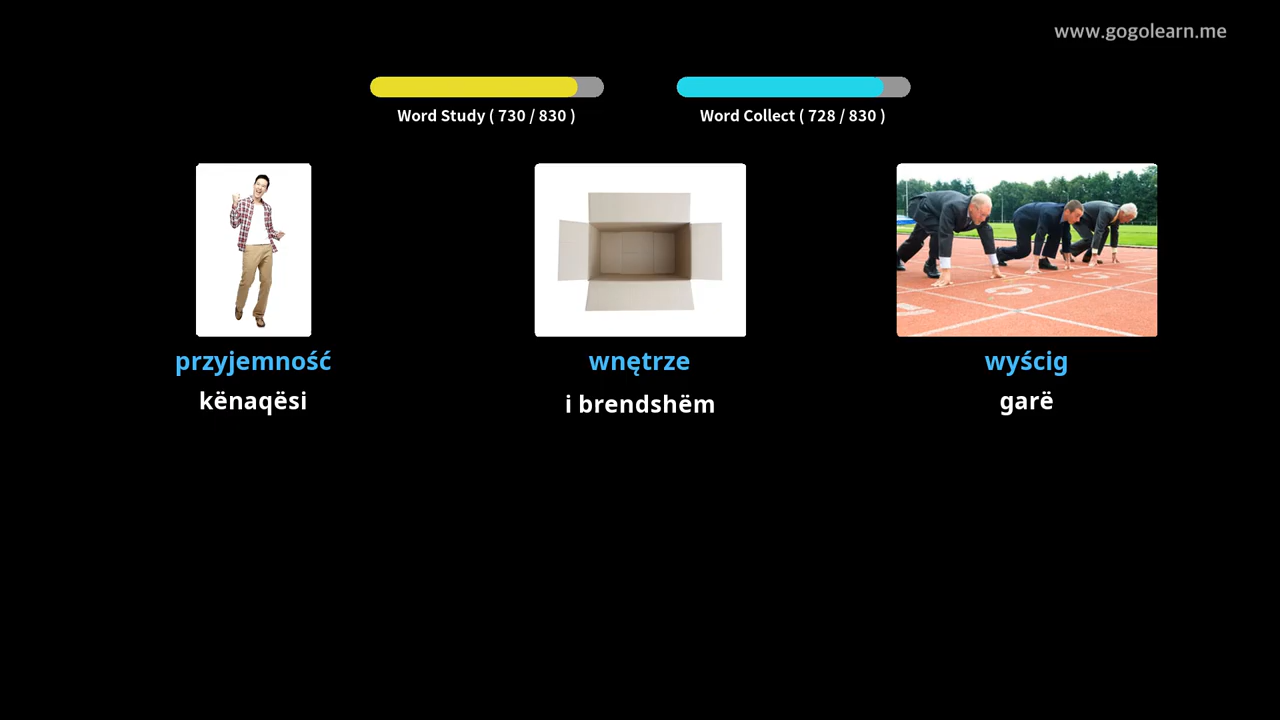 www.gogolearn.me
Word Study ( 730 / 830 )
Word Collect ( 728 / 830 )
przyjemność
wnętrze
wyścig
kënaqësi
i brendshëm
garë